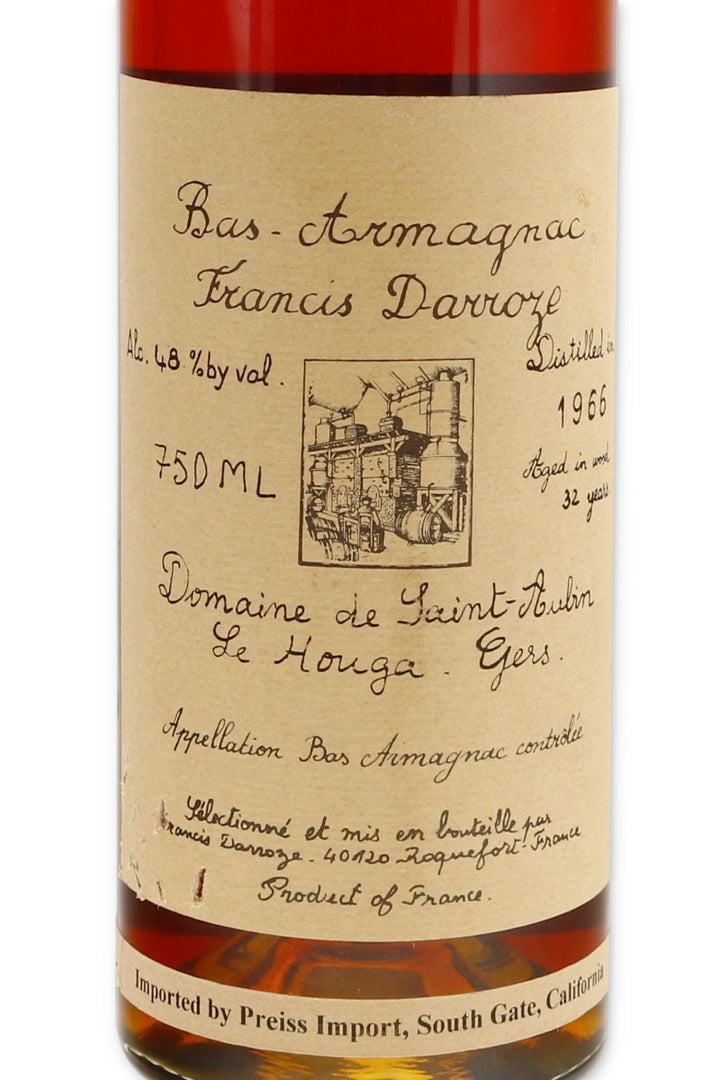 Bas-Armagnac
Francis Darroze
Alc. 48 % by vol.
Distilled in
1966
750 ML
Aged in wood
32 years
Domaine de Saint-Aubin
Le Houga. Gers.
Appellation Bas Armagnac contrôlée
Sélectionné et mis en bouteille par
Francis Darroze. 40120 Roquefort-France
Product of France.
Imported by Preiss Import, South Gate, California